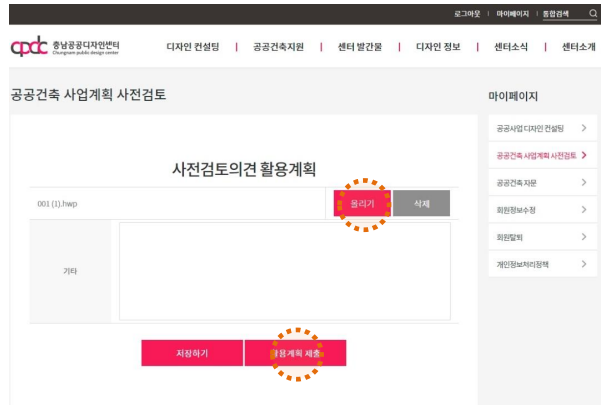 로그아웃 | 마이페이지 | 통합검색
cpdc 충남공공디자인센터
Chungnam public design center
디자인 컨설팅 | 공공건축지원 | 센터 발간물 | 디자인 정보 | 센터소식 | 센터소개
공공건축 사업계획 사전검토
사전검토의견 활용계획
001 (1).hwp
올리기
삭제
기타
저장하기
활용계획 제출
마이페이지
공공사업 디자인 컨설팅
공공건축 사업계획 사전검토
공공건축 자문
회원정보수정
회원탈퇴
개인정보처리정책